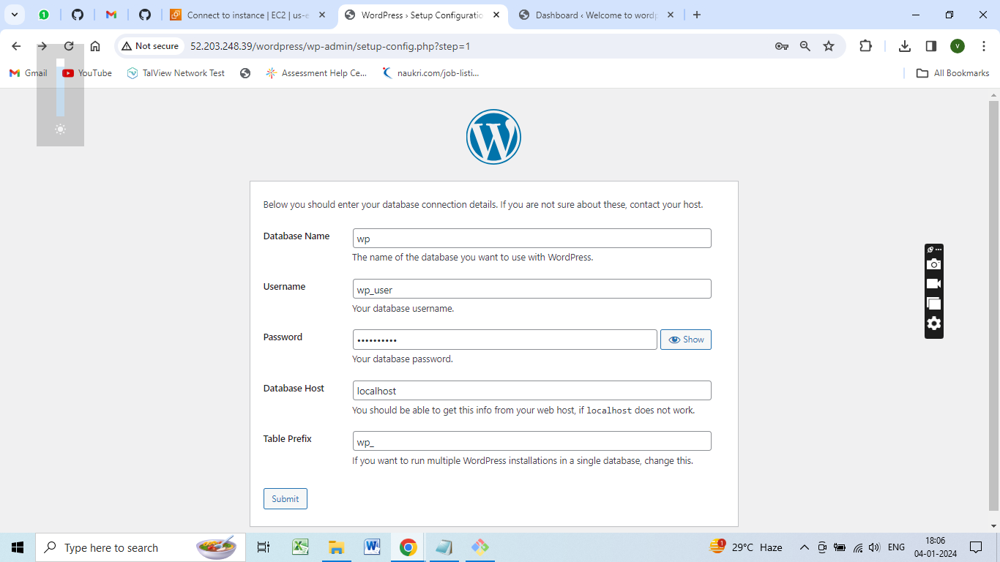 1
Connect to instance | EC2 | us-e
WordPress › Setup Configuratio
Dashboard ‹ Welcome to wordp
Not secure
52.203.248.39/wordpress/wp-admin/setup-config.php?step=1
V
Gmail
YouTube
TalView Network Test
Assessment Help Ce...
naukri.com/job-listi...
All Bookmarks
W
Below you should enter your database connection details. If you are not sure about these, contact your host.
Database Name
wp
The name of the database you want to use with WordPress.
Username
wp_user
Your database username.
Password
••••••••••
Show
Your database password.
Database Host
localhost
You should be able to get this info from your web host, if localhost does not work.
Table Prefix
wp_
If you want to run multiple WordPress installations in a single database, change this.
Submit
Type here to search
1
29°C Haze
ENG
18:06
04-01-2024